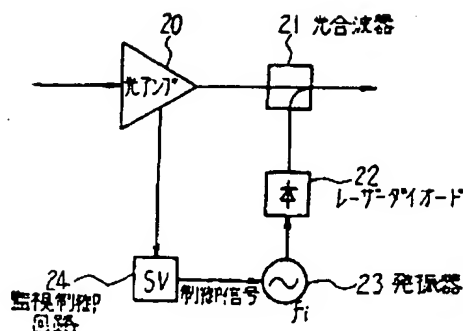 20
21 光合波器
光アンプ
22
レーザーダイオード
24
監視制御
回路
SV
制御信号
fi
23 発振器